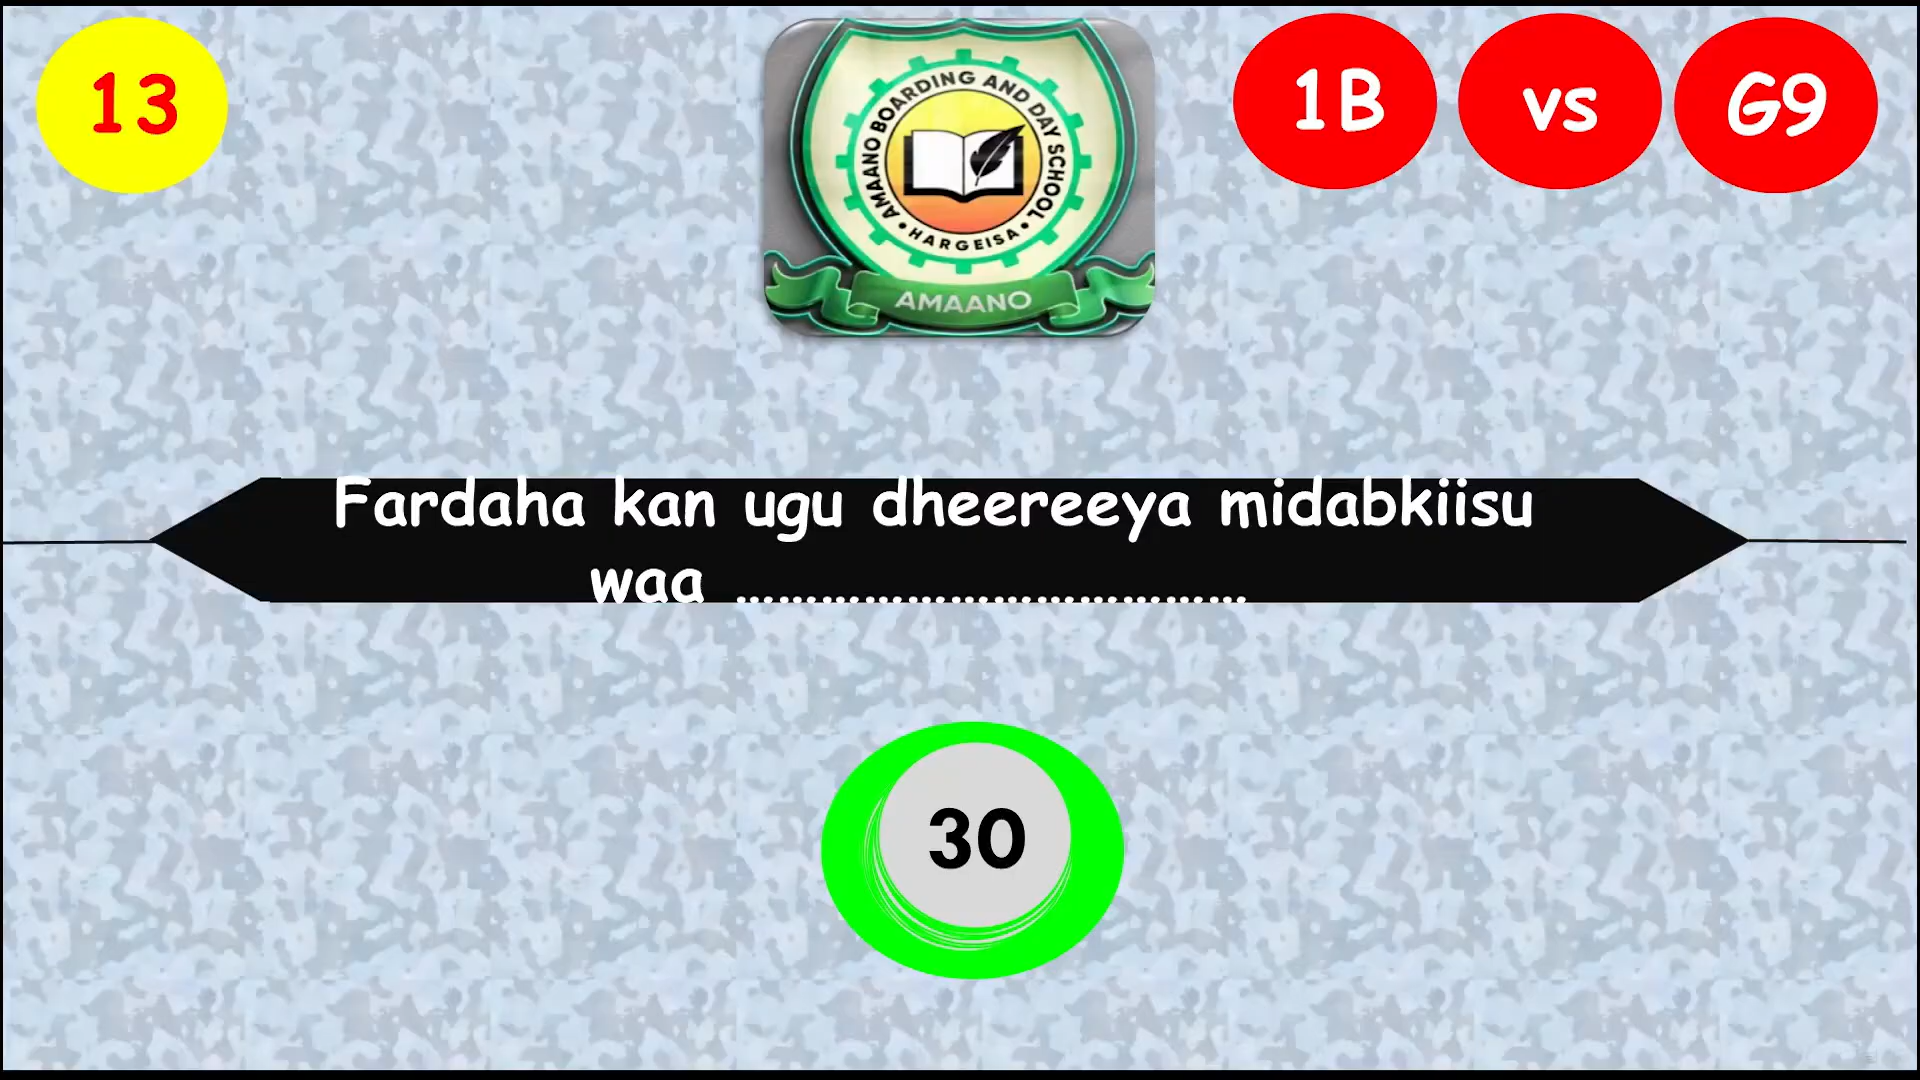 13
AMAANO BOARDING AND DAY SCHOOL
• HARGEISA •
AMAANO
1B
vs
G9
Fardaha kan ugu dheereeya midabkiisu
waa ....................................
30